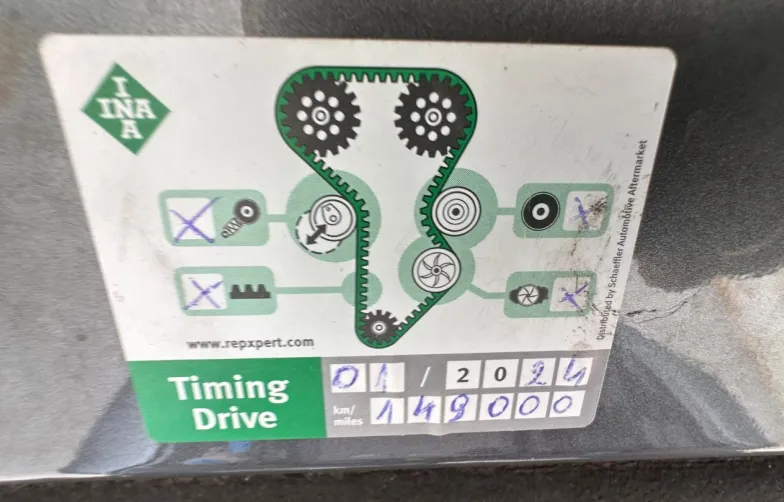 I
INA
A
Distributed by Schaeffler Automotive Aftermarket
www.repxpert.com
Timing
Drive
01 / 2024
km/
miles
149000